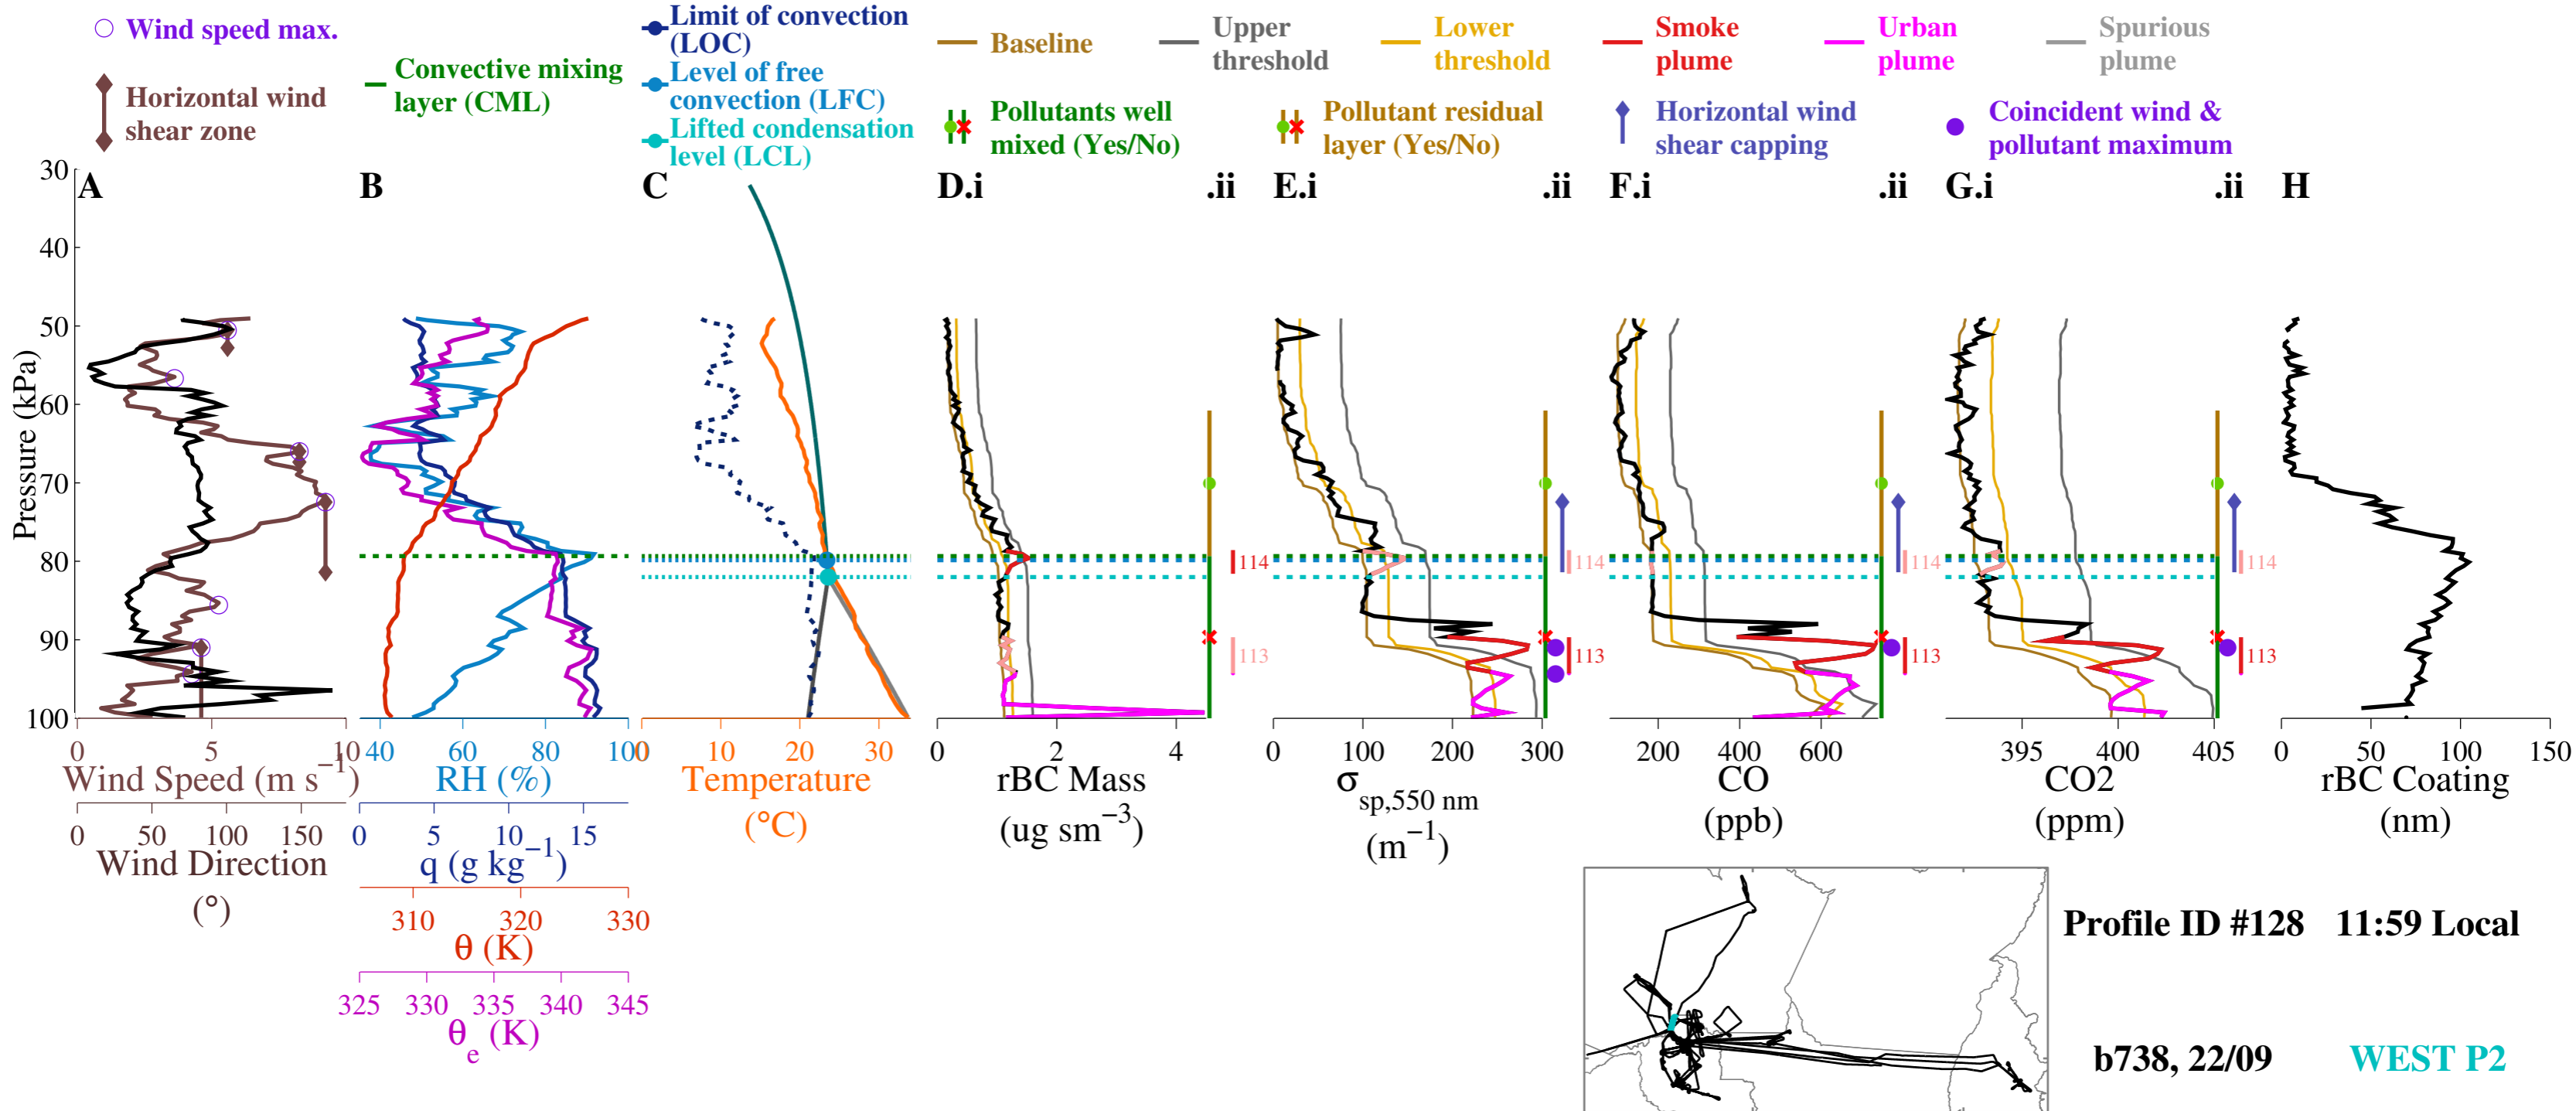 Wind speed max.
Horizontal wind
shear zone
Convective mixing
layer (CML)
Limit of convection
(LOC)
Level of free
convection (LFC)
Lifted condensation
level (LCL)
Baseline
Upper
threshold
Lower
threshold
Smoke
plume
Urban
plume
Spurious
plume
Pollutants well
mixed (Yes/No)
Pollutant residual
layer (Yes/No)
Horizontal wind
shear capping
Coincident wind &
pollutant maximum
A
B
C
D.i
.ii
E.i
.ii
F.i
.ii
G.i
.ii
H
Pressure (kPa)
30
40
50
60
70
80
90
100
114
113
114
113
114
113
114
113
0 5 10
Wind Speed (m s−1)
0 50 100 150
Wind Direction
(°)
40 60 80 100
RH (%)
0 5 10 15
q (g kg−1)
310 320 330
θ (K)
325 330 335 340 345
θe (K)
0 10 20 30
Temperature
(°C)
0 2 4
rBC Mass
(ug sm−3)
0 100 200 300
σsp,550 nm
(m−1)
200 400 600
CO
(ppb)
395 400 405
CO2
(ppm)
0 50 100 150
rBC Coating
(nm)
Profile ID #128 11:59 Local
b738, 22/09 WEST P2